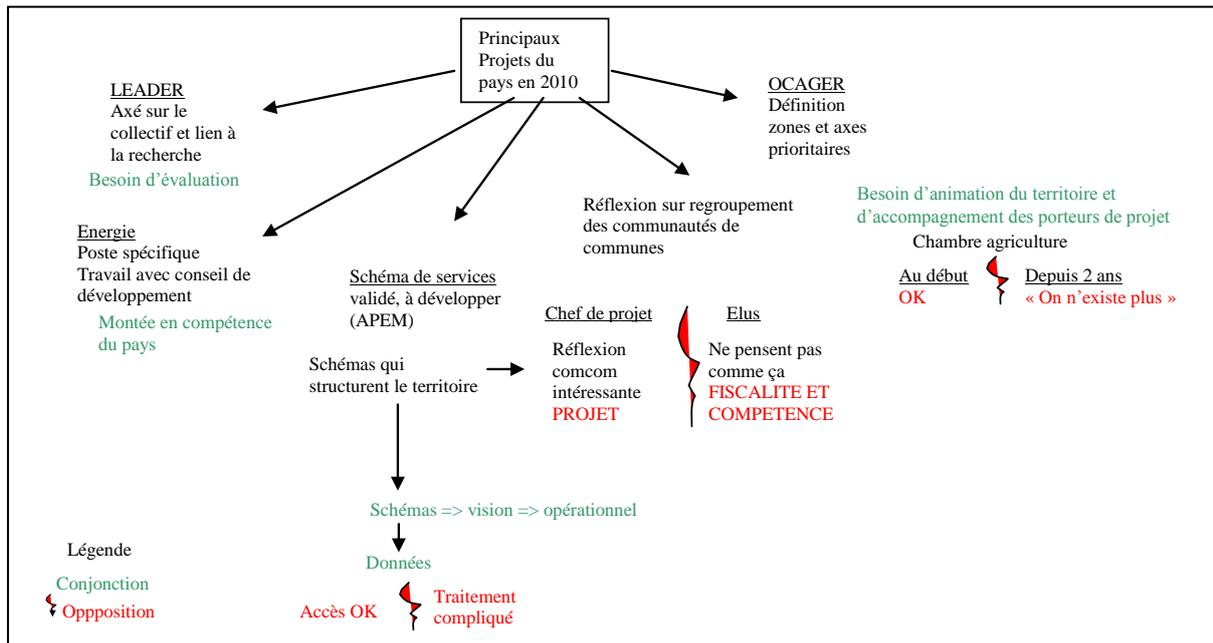 Principaux
Projets du
pays en 2010
LEADER
Axé sur le
collectif et lien à
la recherche
Besoin d'évaluation
OCAGER
Définition
zones et axes
prioritaires
Energie
Poste spécifique
Travail avec conseil de
développement
Montée en compétence
du pays
Schéma de services
validé, à développer
(APEM)
Réflexion sur regroupement
des communautés de
communes
Besoin d'animation du territoire et
d'accompagnement des porteurs de projet
Chambre agriculture
Au début
OK
Depuis 2 ans
« On n'existe plus »
Schémas qui
structurent le territoire
Chef de projet
Réflexion
comcom
intéressante
PROJET
Elus
Ne pensent pas
comme ça
FISCALITE ET
COMPETENCE
Schémas => vision => opérationnel
Données
Accès OK
Traitement
compliqué
Légende
Conjonction
Oppposition